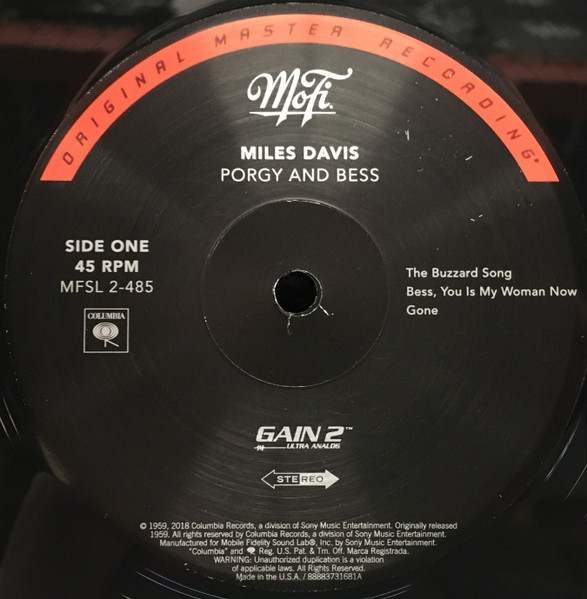 ORIGINAL MASTER RECORDING
MoFi.
MILES DAVIS
PORGY AND BESS
SIDE ONE
45 RPM
MFSL 2-485
COLUMBIA
The Buzzard Song
Bess, You Is My Woman Now
Gone
GAIN 2™
ULTRA ANALOG
STEREO
© 1959, 2018 Columbia Records, a division of Sony Music Entertainment. Originally released
1959. All rights reserved by Columbia Records, a division of Sony Music Entertainment.
Manufactured for Mobile Fidelity Sound Lab®, Inc. by Sony Music Entertainment.
"Columbia" and Reg. U.S. Pat. & Tm. Off. Marca Registrada.
WARNING: Unauthorized duplication is a violation
of applicable laws. All Rights Reserved.
Made in the U.S.A. / 88883731681A